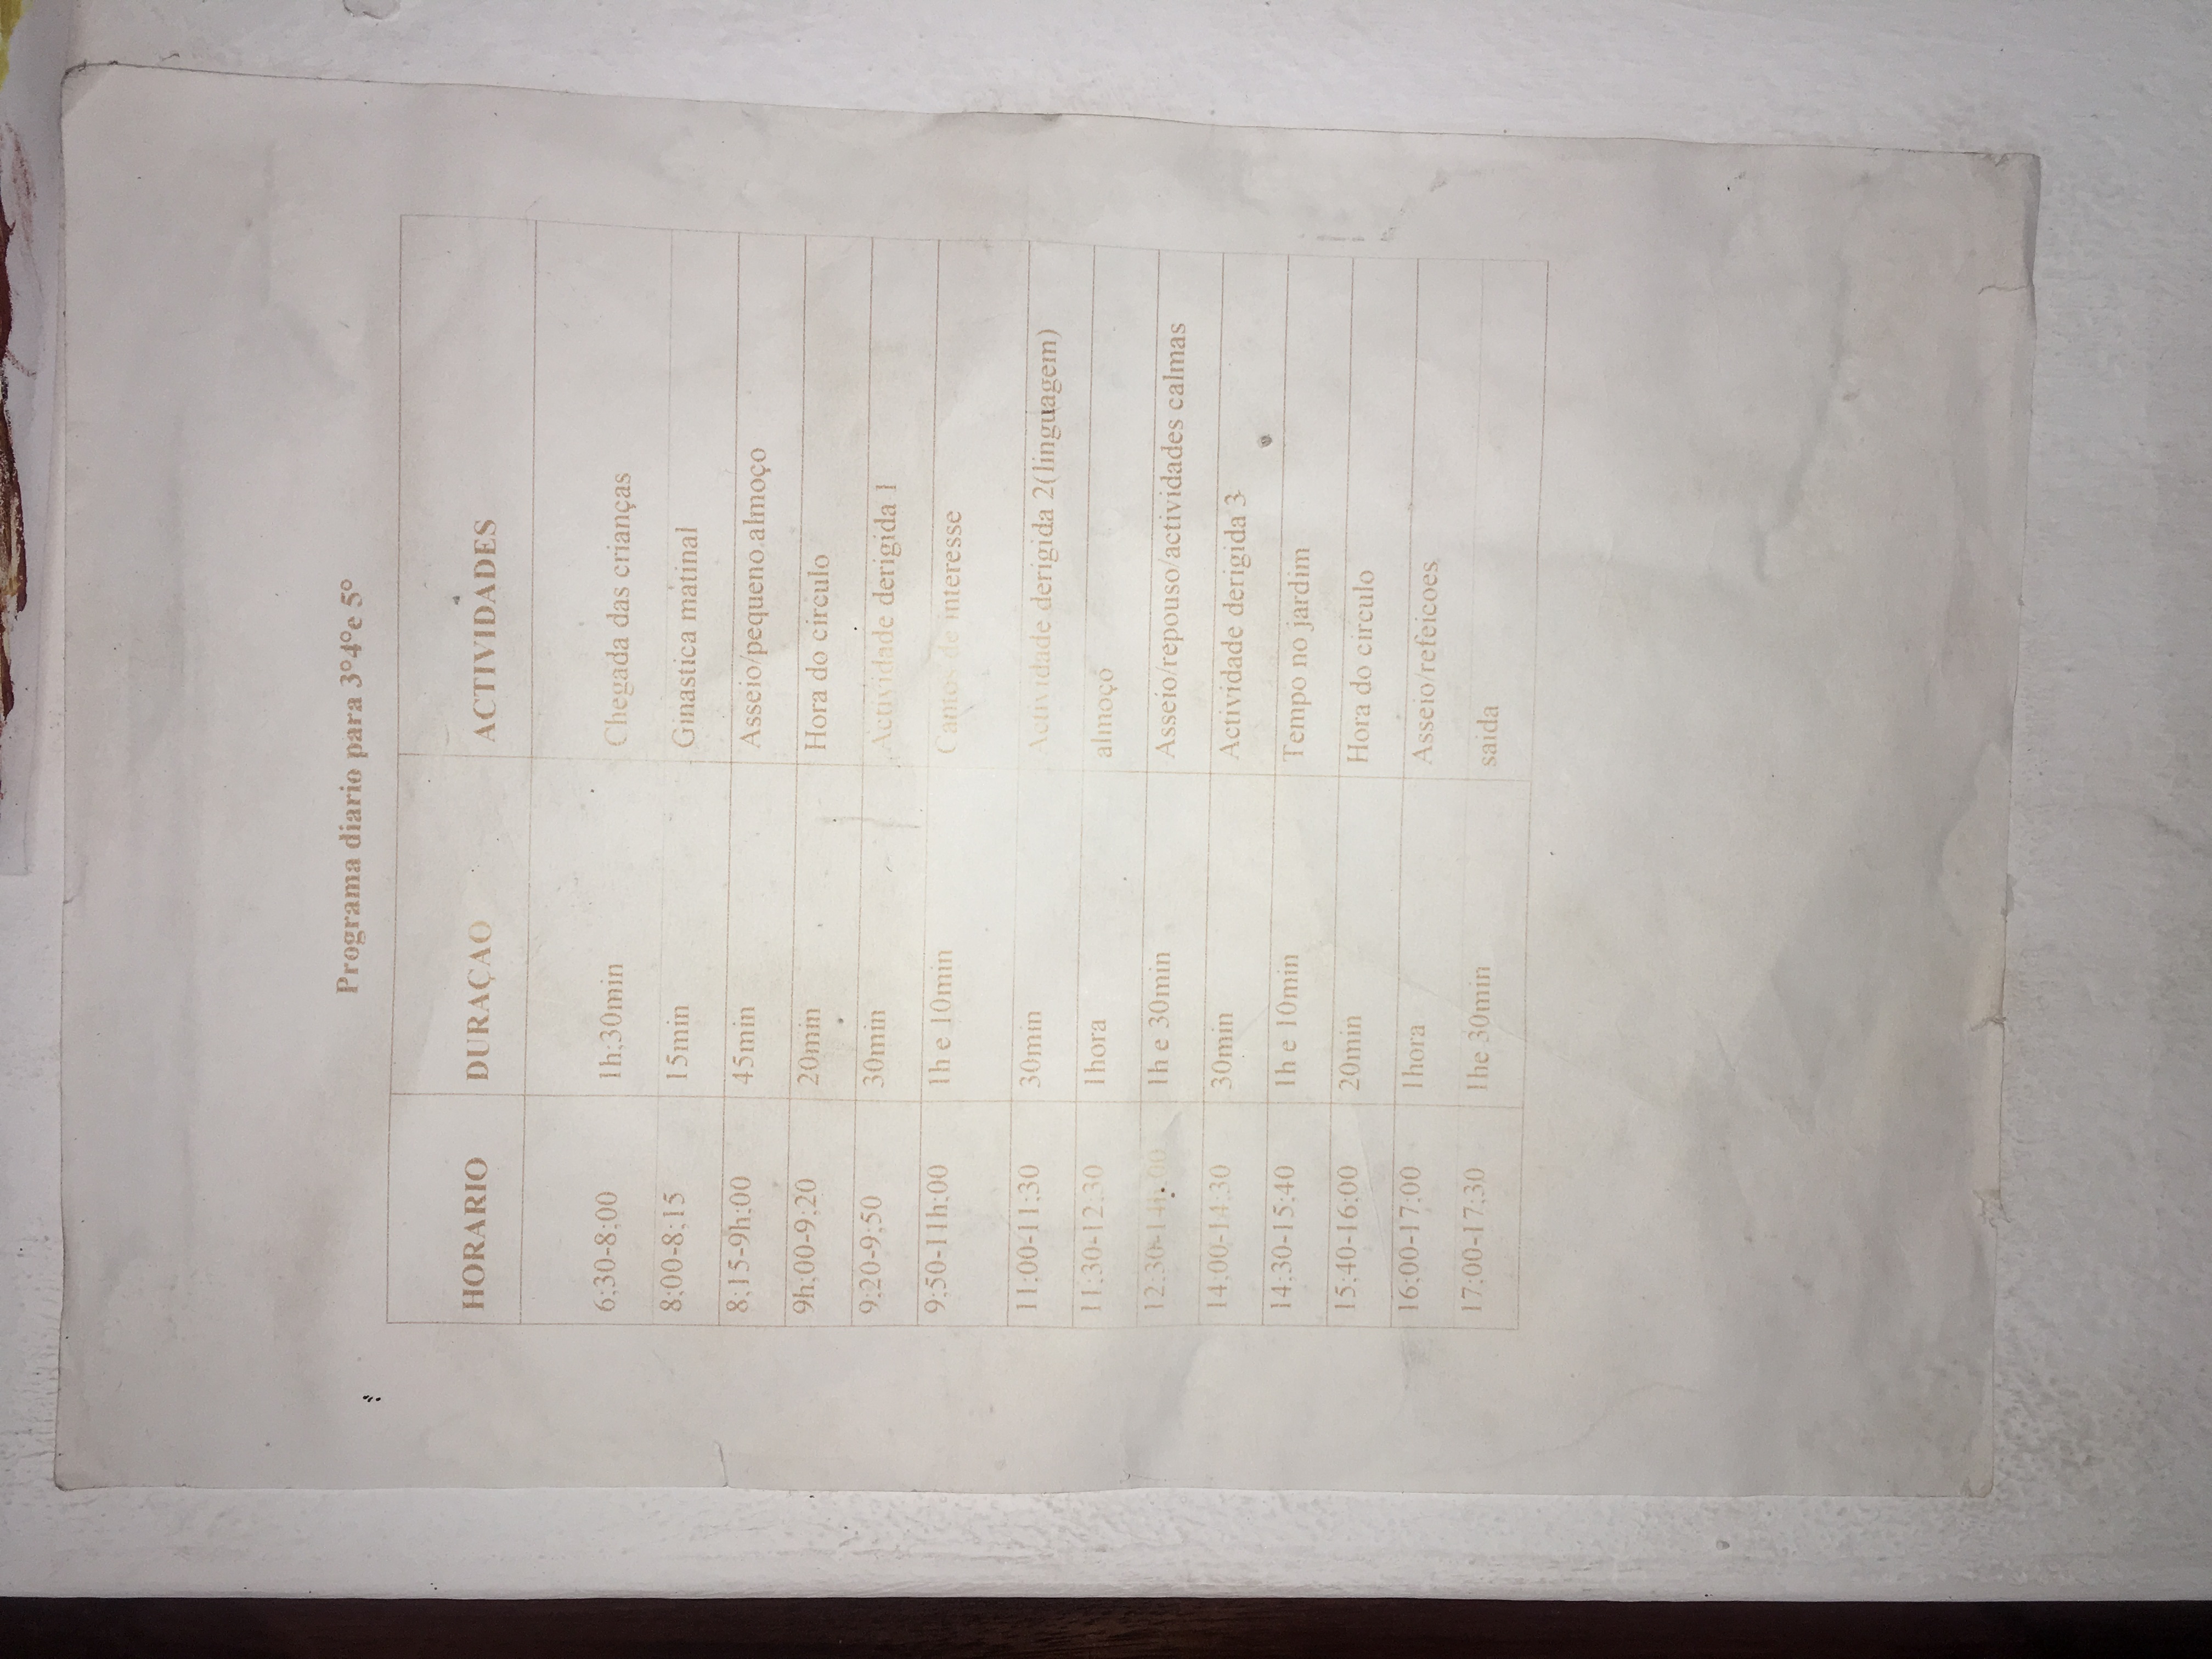 Programa diario para 3°4°e 5°
HORARIO DURAÇAO ACTIVIDADES
6;30-8;00 1h;30min Chegada das crianças
8;00-8;15 15min Ginastica matinal
8;15-9h;00 45min Asseio/pequeno almoço
9h;00-9;20 20min Hora do circulo
9;20-9;50 30min Actividade derigida 1
9;50-11h;00 1h e 10min Cantos de interesse
11;00-11;30 30min Actividade derigida 2(linguagem)
11;30-12;30 1hora almoço
12;30-14h;00 1h e 30min Asseio/repouso/actividades calmas
14;00-14;30 30min Actividade derigida 3
14;30-15;40 1h e 10min Tempo no jardim
15;40-16;00 20min Hora do circulo
16;00-17;00 1hora Asseio/refeicoes
17;00-17;30 1he 30min saida